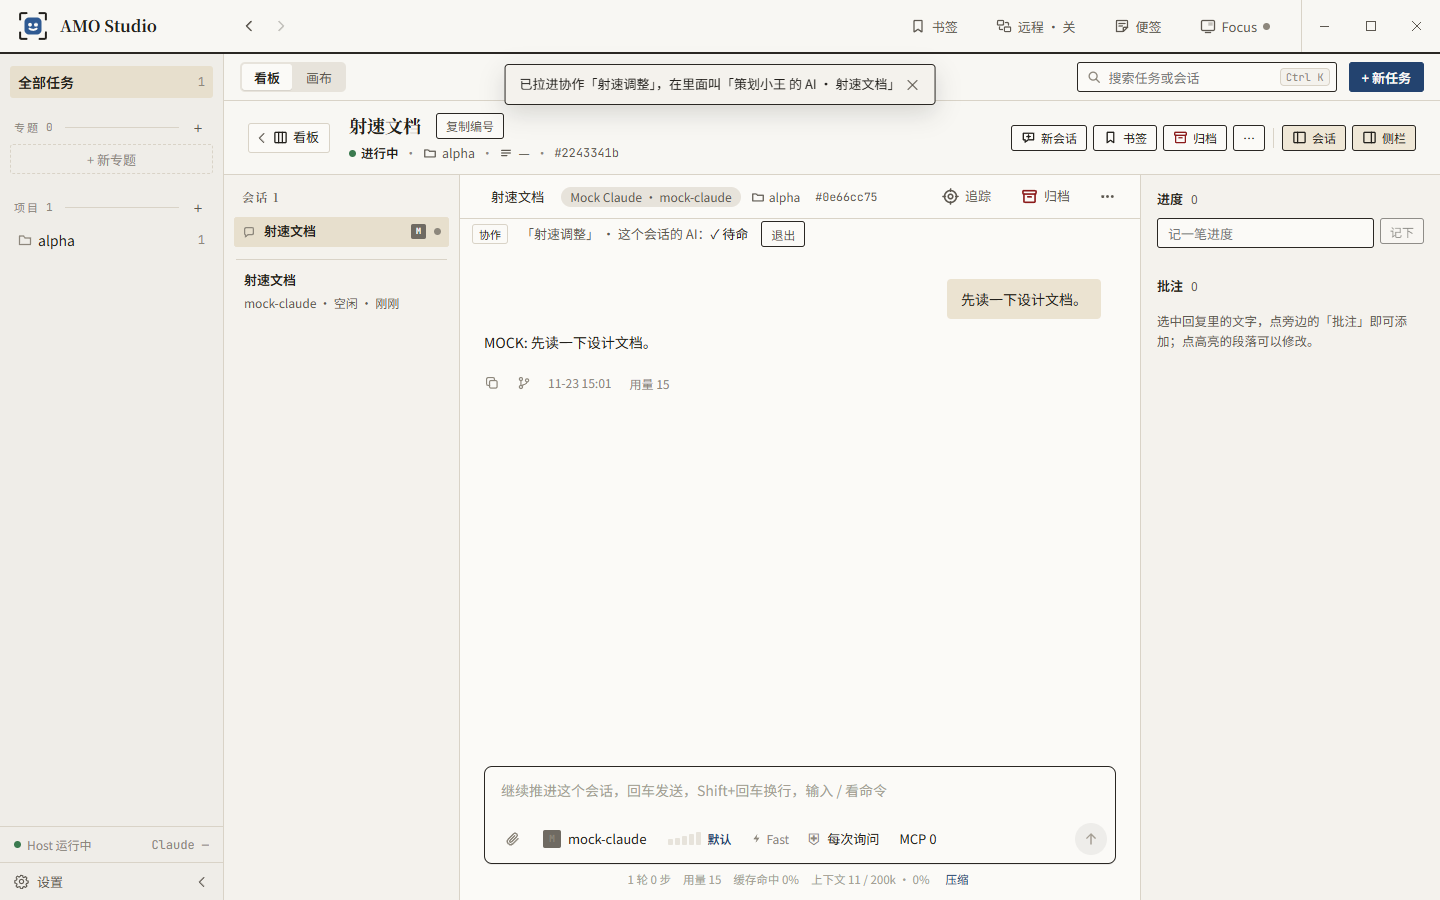 AMO Studio
书签
远程 · 关
便签
Focus
全部任务 1
看板
画布
已拉进协作「射速调整」，在里面叫「策划小王 的 AI · 射速文档」
搜索任务或会话
Ctrl K
+ 新任务
专题 0
+
+ 新专题
项目 1
+
alpha 1
看板
射速文档
复制编号
进行中 · alpha · — · #2243341b
新会话
书签
归档
···
会话
侧栏
会话 1
射速文档 M
射速文档
mock-claude · 空闲 · 刚刚
射速文档
Mock Claude · mock-claude
alpha
#0e66cc75
追踪
归档
协作
「射速调整」 · 这个会话的 AI：✓ 待命
退出
先读一下设计文档。
MOCK: 先读一下设计文档。
11-23 15:01
用量 15
进度 0
记一笔进度
记下
批注 0
选中回复里的文字，点旁边的「批注」即可添
加；点高亮的段落可以修改。
继续推进这个会话，回车发送，Shift+回车换行，输入 / 看命令
M
mock-claude
默认
Fast
每次询问
MCP 0
1 轮 0 步
用量 15
缓存命中 0%
上下文 11 / 200k · 0%
压缩
Host 运行中
Claude —
设置